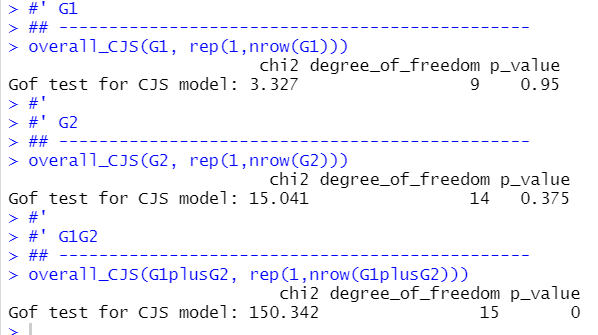 > #' G1
> ## -----------------------------------------------
> overall_CJS(G1, rep(1,nrow(G1)))
                         chi2 degree_of_freedom p_value
Gof test for CJS model: 3.327                 9    0.95
> #'
> #' G2
> ## -----------------------------------------------
> overall_CJS(G2, rep(1,nrow(G2)))
                          chi2 degree_of_freedom p_value
Gof test for CJS model: 15.041                14   0.375
> #'
> #' G1G2
> ## -----------------------------------------------
> overall_CJS(G1plusG2, rep(1,nrow(G1plusG2)))
                           chi2 degree_of_freedom p_value
Gof test for CJS model: 150.342                15       0
>